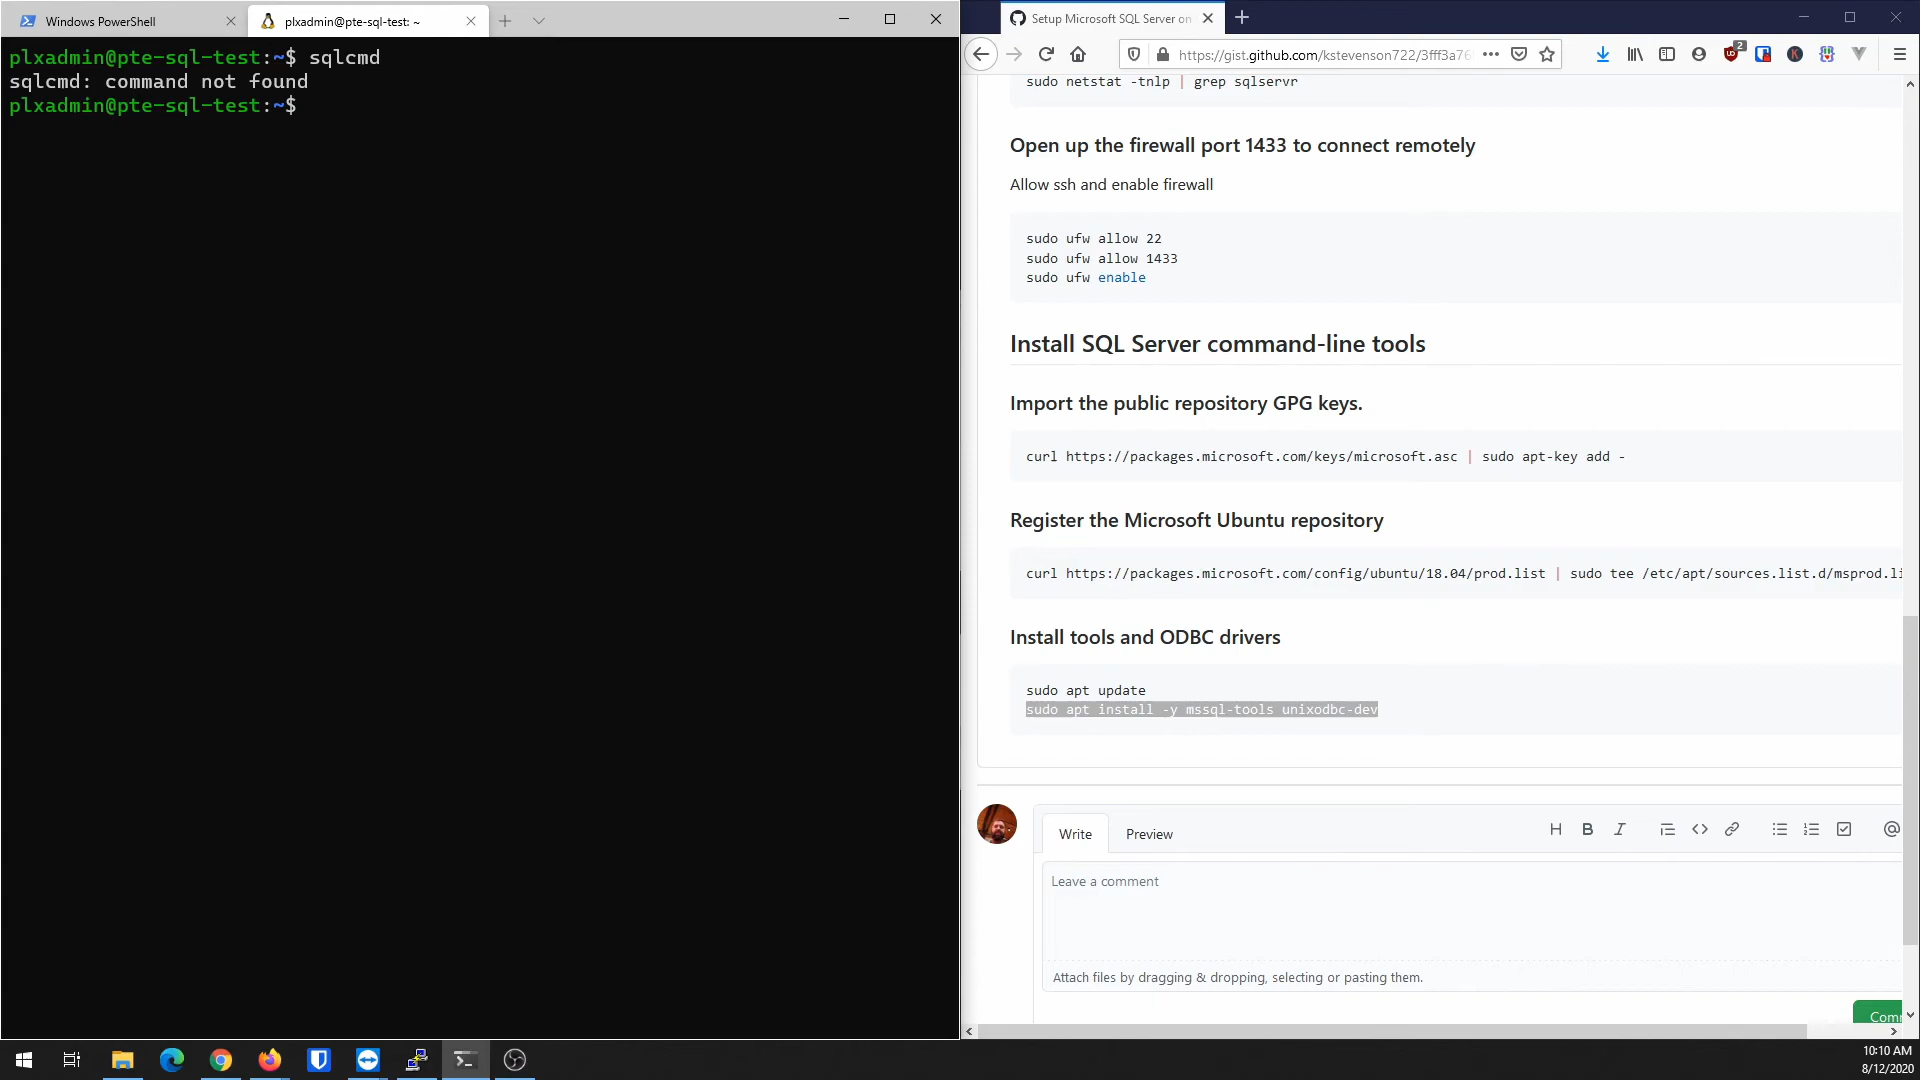 Windows PowerShell
plxadmin@pte-sql-test: ~
plxadmin@pte-sql-test:~$ sqlcmd
sqlcmd: command not found
plxadmin@pte-sql-test:~$
Setup Microsoft SQL Server on
https://gist.github.com/kstevenson722/3fff3a76
2
sudo netstat -tnlp | grep sqlservr
Open up the firewall port 1433 to connect remotely
Allow ssh and enable firewall
sudo ufw allow 22
sudo ufw allow 1433
sudo ufw enable
Install SQL Server command-line tools
Import the public repository GPG keys.
curl https://packages.microsoft.com/keys/microsoft.asc | sudo apt-key add -
Register the Microsoft Ubuntu repository
curl https://packages.microsoft.com/config/ubuntu/18.04/prod.list | sudo tee /etc/apt/sources.list.d/msprod.li
Install tools and ODBC drivers
sudo apt update
sudo apt install -y mssql-tools unixodbc-dev
Write
Preview
Leave a comment
Attach files by dragging & dropping, selecting or pasting them.
Com
10:10 AM
8/12/2020